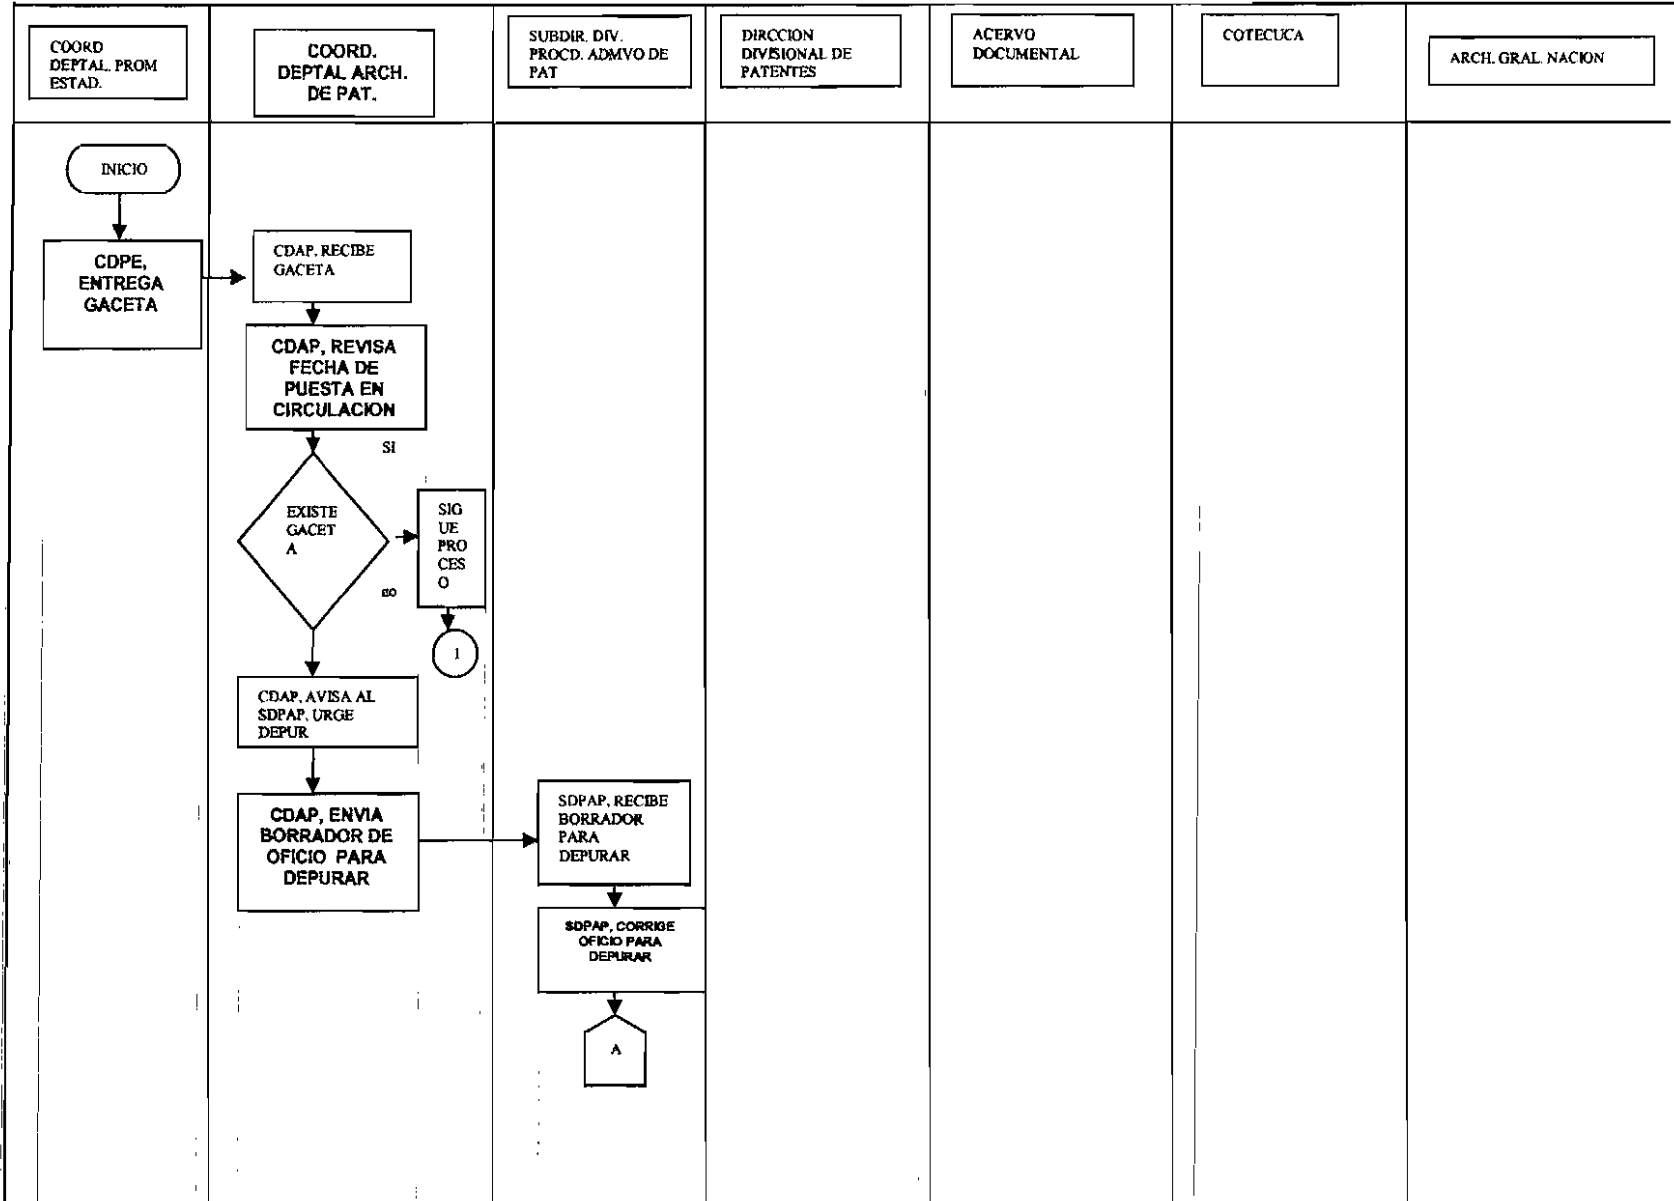 COORD
DEPTAL. PROM
ESTAD.
COORD.
DEPTAL ARCH.
DE PAT.
SUBDIR. DIV.
PROCD. ADMVO DE
PAT
DIRCCION
DIVISIONAL DE
PATENTES
ACERVO
DOCUMENTAL
COTECUCA
ARCH. GRAL. NACION
INICIO
CDPE,
ENTREGA
GACETA
CDAP, RECIBE
GACETA
CDAP, REVISA
FECHA DE
PUESTA EN
CIRCULACION
SI
EXISTE
GACET
A
SIG
UE
PRO
CES
O
no
1
CDAP, AVISA AL
SDPAP, URGE
DEPUR
CDAP, ENVIA
BORRADOR DE
OFICIO PARA
DEPURAR
SDPAP, RECIBE
BORRADOR
PARA
DEPURAR
SDPAP, CORRIGE
OFICIO PARA
DEPURAR
A